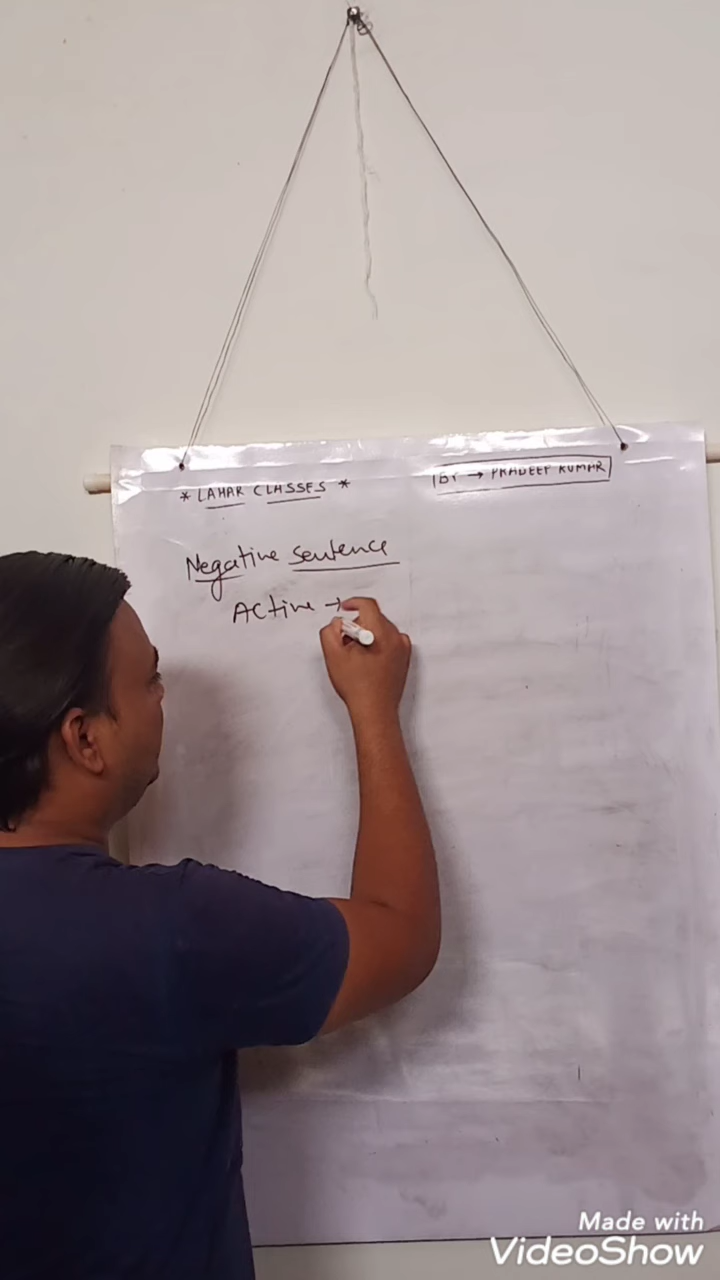 * LAHAR CLASSES *
BY → PRADEEP KUMAR
Negative Sentence
Active →
Made with
VideoShow